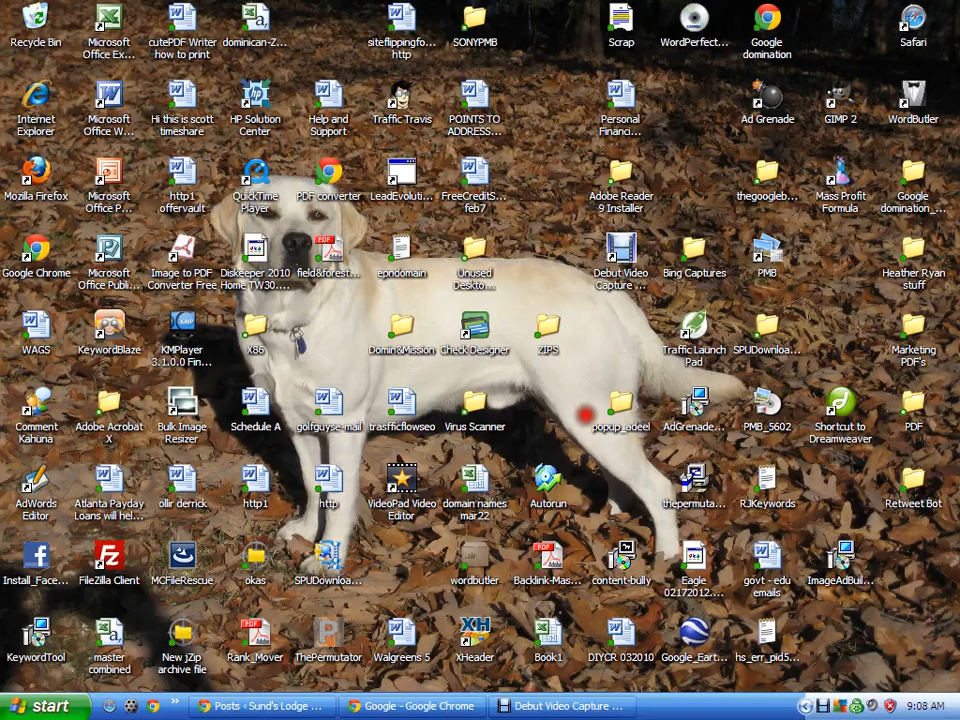 Recycle Bin
Microsoft Office Ex...
cutePDF Writer how to print
dominican-Z...
siteflippingfo... http
SONYPMB
Scrap
WordPerfect...
Google domination
Safari
Internet Explorer
Microsoft Office W...
Hi this is scott timeshare
HP Solution Center
Help and Support
Traffic Travis
POINTS TO ADDRESS...
Personal Financi...
Ad Grenade
GIMP 2
WordButler
Mozilla Firefox
Microsoft Office P...
http1 offervault
QuickTime Player
PDF converter
LeadEvoluti...
FreeCreditS... feb7
Adobe Reader 9 Installer
thegoogleb...
Mass Profit Formula
Google domination_...
Google Chrome
Microsoft Office Publi...
Image to PDF Converter Free
Diskeeper 2010 Home TW30....
field&forest...
epndomain
Unused Deskto...
Debut Video Capture ...
Bing Captures
PMB
Heather Ryan stuff
WAGS
KeywordBlaze
KMPlayer 3.1.0.0 Fin...
X86
Domin&Mission
Check Designer
ZIPS
Traffic Launch Pad
SPUDownloa...
Marketing PDF's
Comment Kahuna
Adobe Acrobat X
Bulk Image Resizer
Schedule A
golfguyse-mail
trasfficflowseo
Virus Scanner
popup_adeel
AdGrenade...
PMB_5602
Shortcut to Dreamweaver
PDF
AdWords Editor
Atlanta Payday Loans will hel...
ollr derrick
http1
http
VideoPad Video Editor
domain names mar22
Autorun
thepermuta...
RJKeywords
Retweet Bot
Install_Face...
FileZilla Client
MCFileRescue
okas
SPUDownloa...
wordbutler
Backlink-Mas...
content-bully
Eagle 02172012....
govt - edu emails
ImageAdBuil...
KeywordTool
master combined
New jZip archive file
Rank_Mover
ThePermutator
Walgreens 5
XHeader
Book1
DIYCR 032010
Google_Eart...
hs_err_pid5...
start
Posts ‹ Sund's Lodge ...
Google - Google Chrome
Debut Video Capture ...
9:08 AM